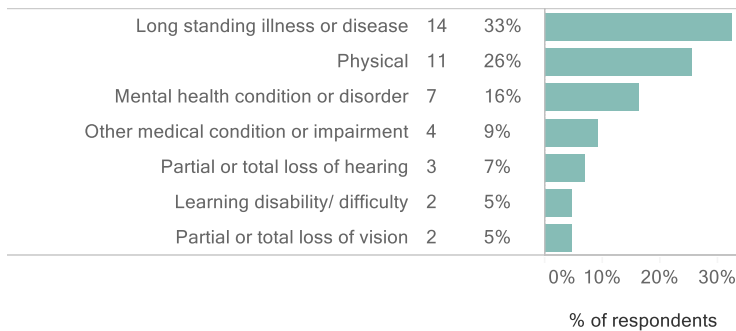 Long standing illness or disease 14 33%
Physical 11 26%
Mental health condition or disorder 7 16%
Other medical condition or impairment 4 9%
Partial or total loss of hearing 3 7%
Learning disability/ difficulty 2 5%
Partial or total loss of vision 2 5%
0% 10% 20% 30%
% of respondents